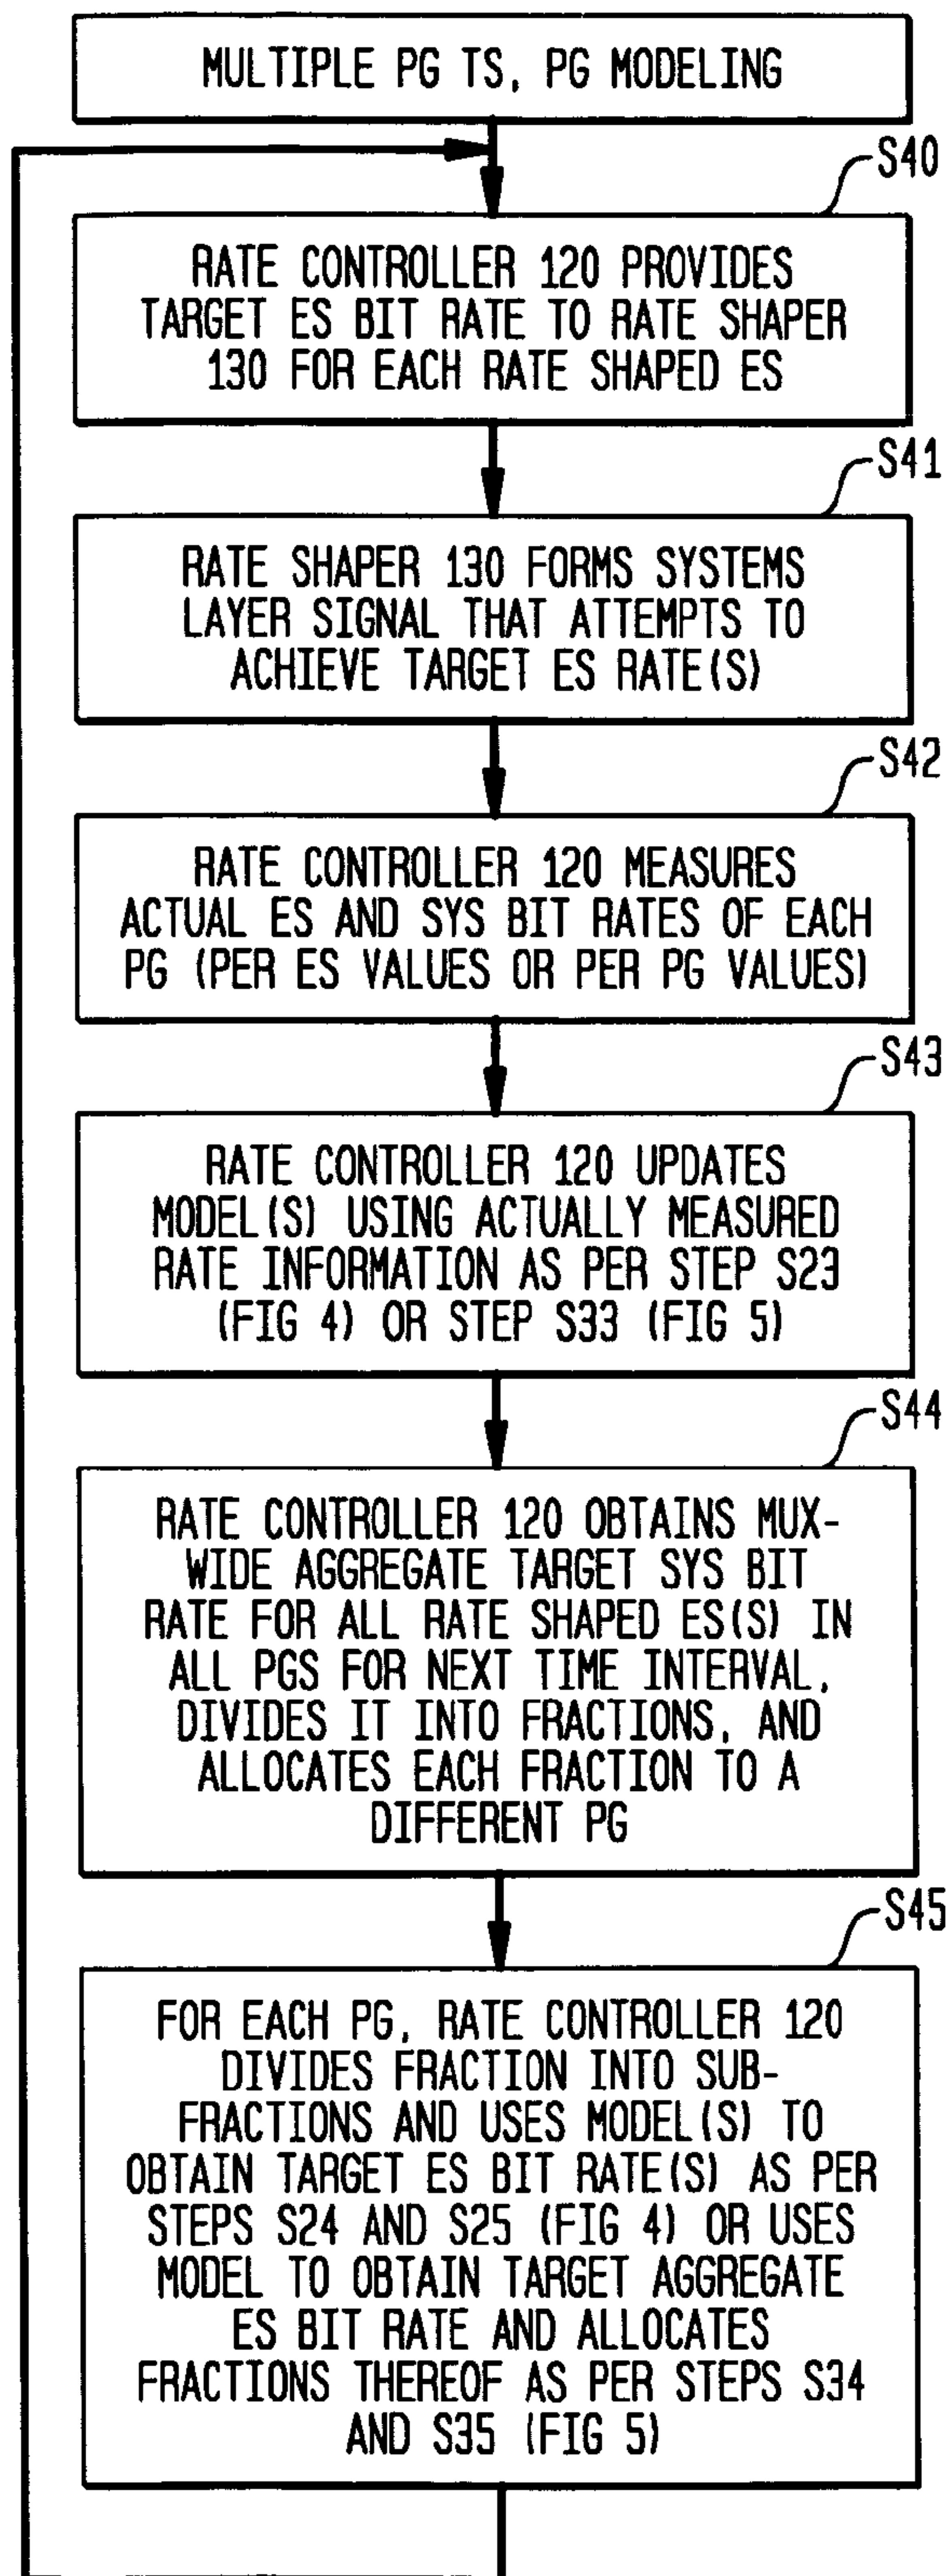 MULTIPLE PG TS, PG MODELING
S40
RATE CONTROLLER 120 PROVIDES
TARGET ES BIT RATE TO RATE SHAPER
130 FOR EACH RATE SHAPED ES
S41
RATE SHAPER 130 FORMS SYSTEMS
LAYER SIGNAL THAT ATTEMPTS TO
ACHIEVE TARGET ES RATE(S)
S42
RATE CONTROLLER 120 MEASURES
ACTUAL ES AND SYS BIT RATES OF EACH
PG (PER ES VALUES OR PER PG VALUES)
S43
RATE CONTROLLER 120 UPDATES
MODEL(S) USING ACTUALLY MEASURED
RATE INFORMATION AS PER STEP S23
(FIG 4) OR STEP S33 (FIG 5)
S44
RATE CONTROLLER 120 OBTAINS MUX-
WIDE AGGREGATE TARGET SYS BIT
RATE FOR ALL RATE SHAPED ES(S) IN
ALL PGS FOR NEXT TIME INTERVAL,
DIVIDES IT INTO FRACTIONS, AND
ALLOCATES EACH FRACTION TO A
DIFFERENT PG
S45
FOR EACH PG, RATE CONTROLLER 120
DIVIDES FRACTION INTO SUB-
FRACTIONS AND USES MODEL(S) TO
OBTAIN TARGET ES BIT RATE(S) AS PER
STEPS S24 AND S25 (FIG 4) OR USES
MODEL TO OBTAIN TARGET AGGREGATE
ES BIT RATE AND ALLOCATES
FRACTIONS THEREOF AS PER STEPS S34
AND S35 (FIG 5)